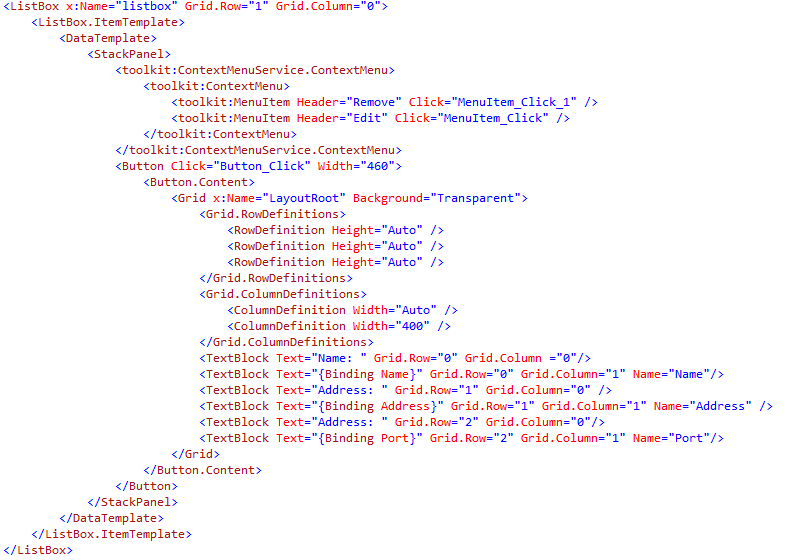 <ListBox x:Name="listbox" Grid.Row="1" Grid.Column="0">
    <ListBox.ItemTemplate>
        <DataTemplate>
            <StackPanel>
                <toolkit:ContextMenuService.ContextMenu>
                    <toolkit:ContextMenu>
                        <toolkit:MenuItem Header="Remove" Click="MenuItem_Click_1" />
                        <toolkit:MenuItem Header="Edit" Click="MenuItem_Click" />
                    </toolkit:ContextMenu>
                </toolkit:ContextMenuService.ContextMenu>
                <Button Click="Button_Click" Width="460">
                    <Button.Content>
                        <Grid x:Name="LayoutRoot" Background="Transparent">
                            <Grid.RowDefinitions>
                                <RowDefinition Height="Auto" />
                                <RowDefinition Height="Auto" />
                                <RowDefinition Height="Auto" />
                            </Grid.RowDefinitions>
                            <Grid.ColumnDefinitions>
                                <ColumnDefinition Width="Auto" />
                                <ColumnDefinition Width="400" />
                            </Grid.ColumnDefinitions>
                            <TextBlock Text="Name: " Grid.Row="0" Grid.Column ="0"/>
                            <TextBlock Text="{Binding Name}" Grid.Row="0" Grid.Column="1" Name="Name"/>
                            <TextBlock Text="Address: " Grid.Row="1" Grid.Column="0" />
                            <TextBlock Text="{Binding Address}" Grid.Row="1" Grid.Column="1" Name="Address" />
                            <TextBlock Text="Address: " Grid.Row="2" Grid.Column="0"/>
                            <TextBlock Text="{Binding Port}" Grid.Row="2" Grid.Column="1" Name="Port"/>
                        </Grid>
                    </Button.Content>
                </Button>
            </StackPanel>
        </DataTemplate>
    </ListBox.ItemTemplate>
</ListBox>